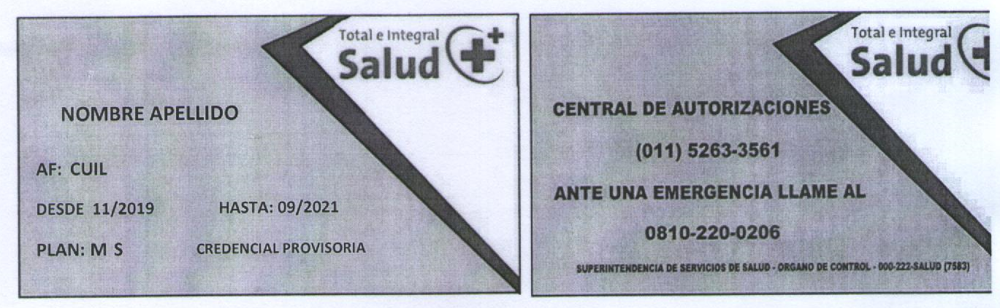 Total e Integral
Salud
NOMBRE APELLIDO
AF: CUIL
DESDE 11/2019 HASTA: 09/2021
PLAN: M S CREDENCIAL PROVISORIA
Total e Integral
Salud
CENTRAL DE AUTORIZACIONES
(011) 5263-3561
ANTE UNA EMERGENCIA LLAME AL
0810-220-0206
SUPERINTENDENCIA DE SERVICIOS DE SALUD - ORGANO DE CONTROL - 000-222-SALUD (7583)